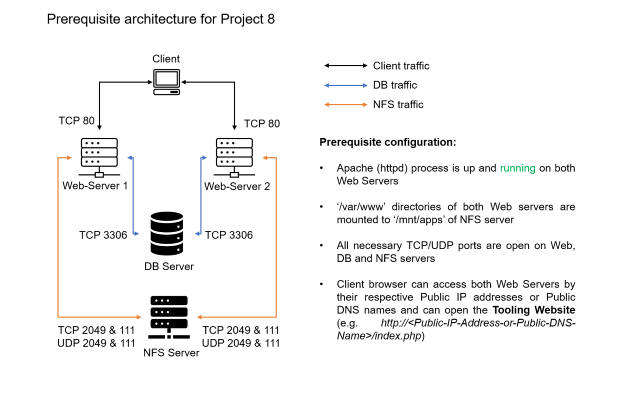 Prerequisite architecture for Project 8
Client
TCP 80
TCP 80
Web-Server 1
Web-Server 2
TCP 3306
TCP 3306
DB Server
TCP 2049 & 111
UDP 2049 & 111
TCP 2049 & 111
UDP 2049 & 111
NFS Server
Client traffic
DB traffic
NFS traffic
Prerequisite configuration:
• Apache (httpd) process is up and running on both
Web Servers
• '/var/www' directories of both Web servers are
mounted to '/mnt/apps' of NFS server
• All necessary TCP/UDP ports are open on Web,
DB and NFS servers
• Client browser can access both Web Servers by
their respective Public IP addresses or Public
DNS names and can open the Tooling Website
(e.g. http://<Public-IP-Address-or-Public-DNS-
Name>/index.php)